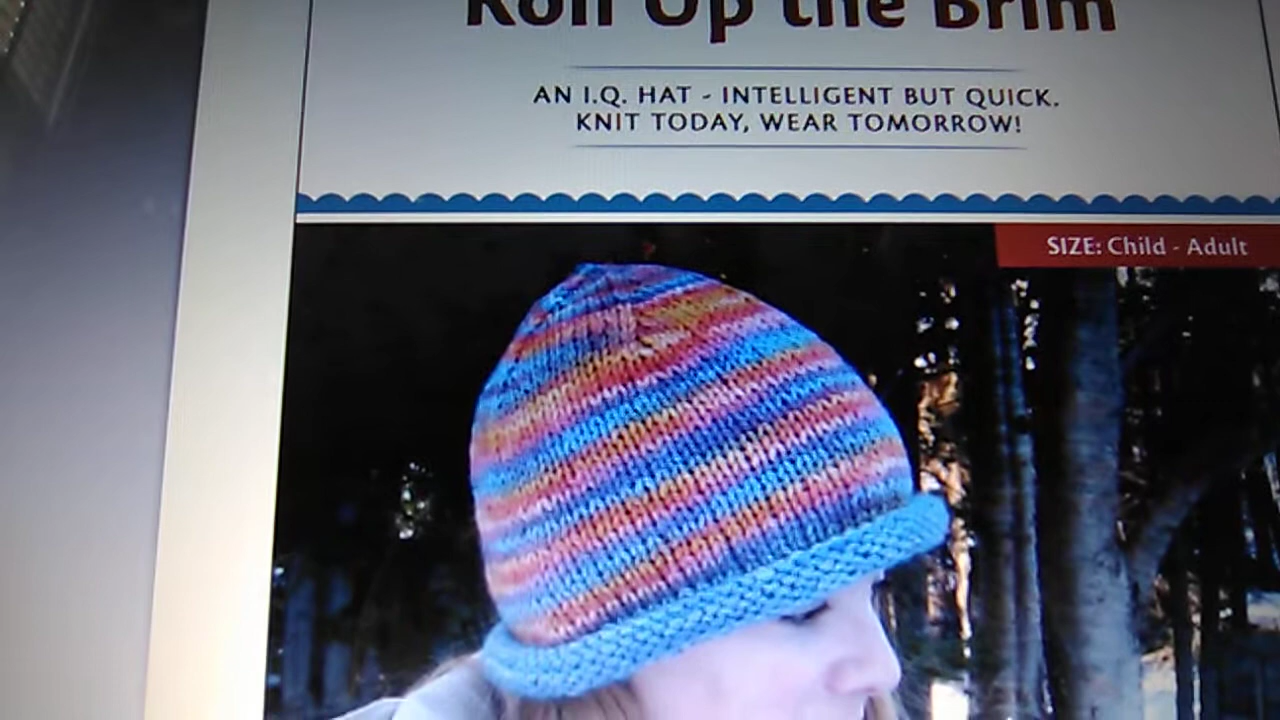 Roll Up the Brim
AN I.Q. HAT - INTELLIGENT BUT QUICK.
KNIT TODAY, WEAR TOMORROW!
SIZE: Child - Adult